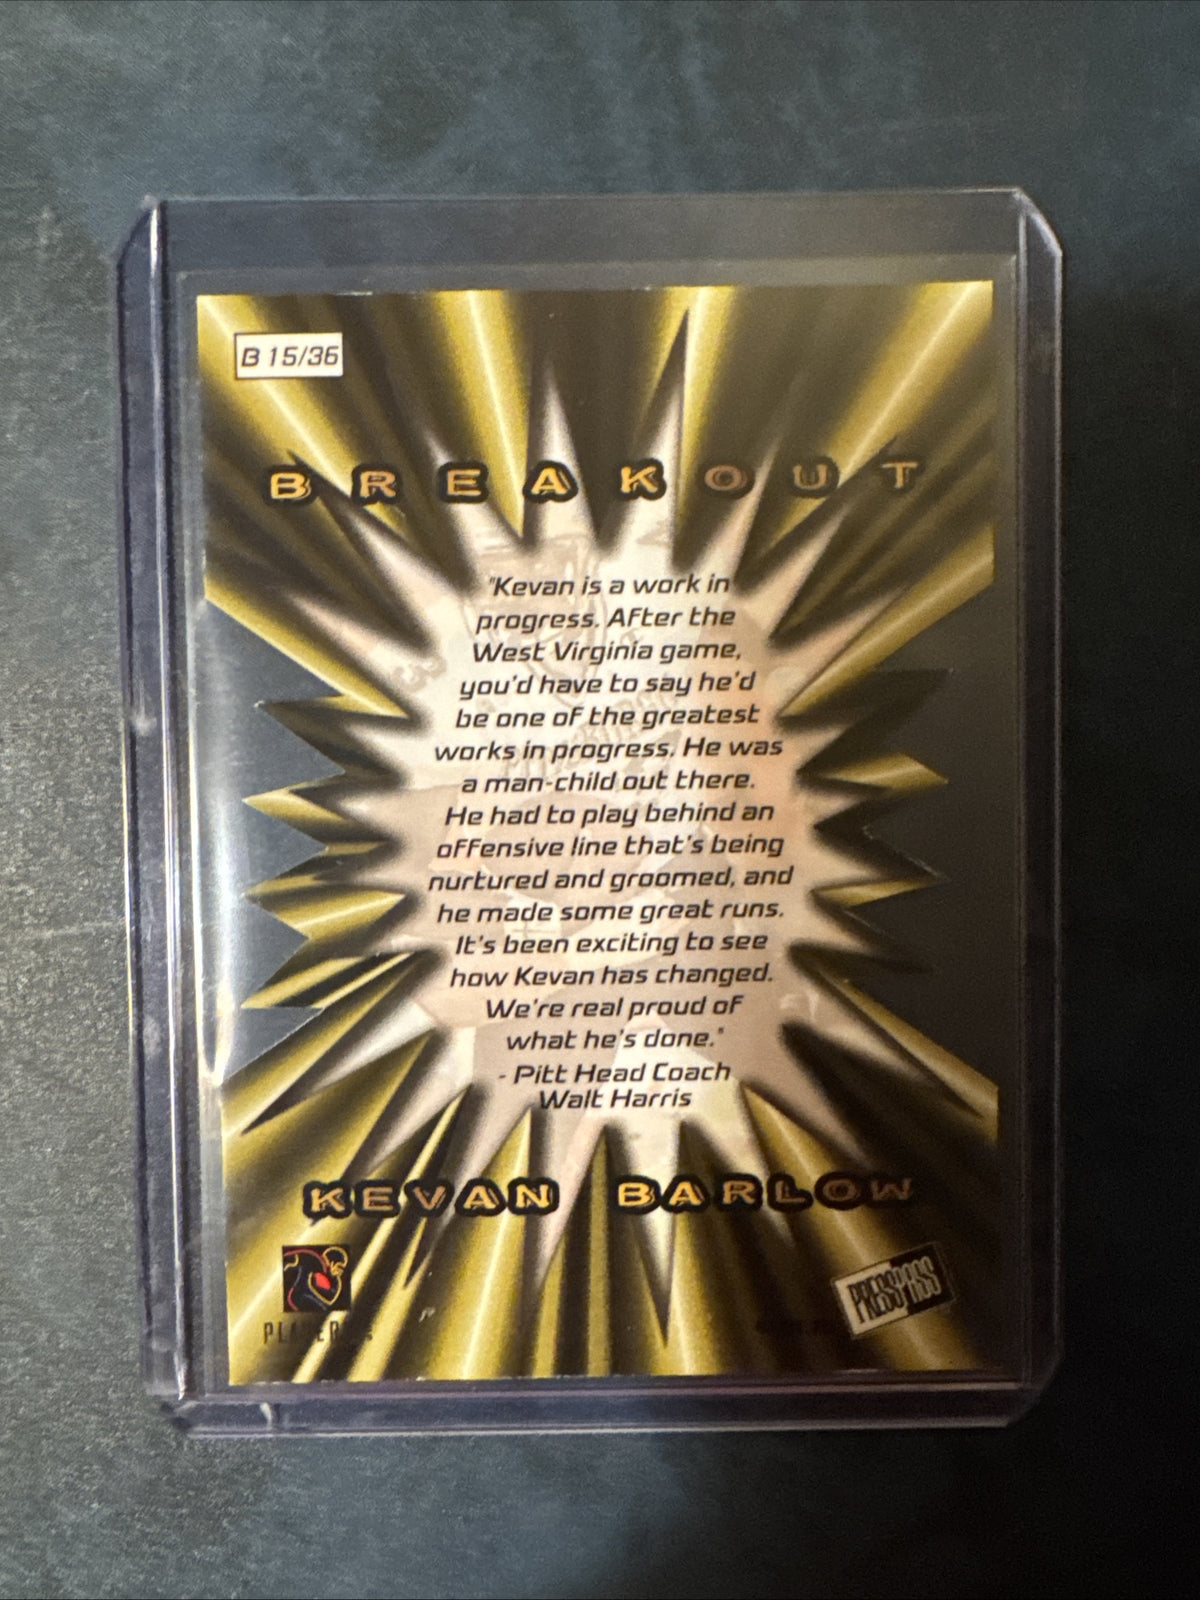 B 15/36
BREAKOUT
"Kevan is a work in
progress. After the
West Virginia game,
you'd have to say he'd
be one of the greatest
works in progress. He was
a man-child out there.
He had to play behind an
offensive line that's being
nurtured and groomed, and
he made some great runs.
It's been exciting to see
how Kevan has changed.
We're real proud of
what he's done."
- Pitt Head Coach
Walt Harris
KEVAN BARLOW
PRESS PASS